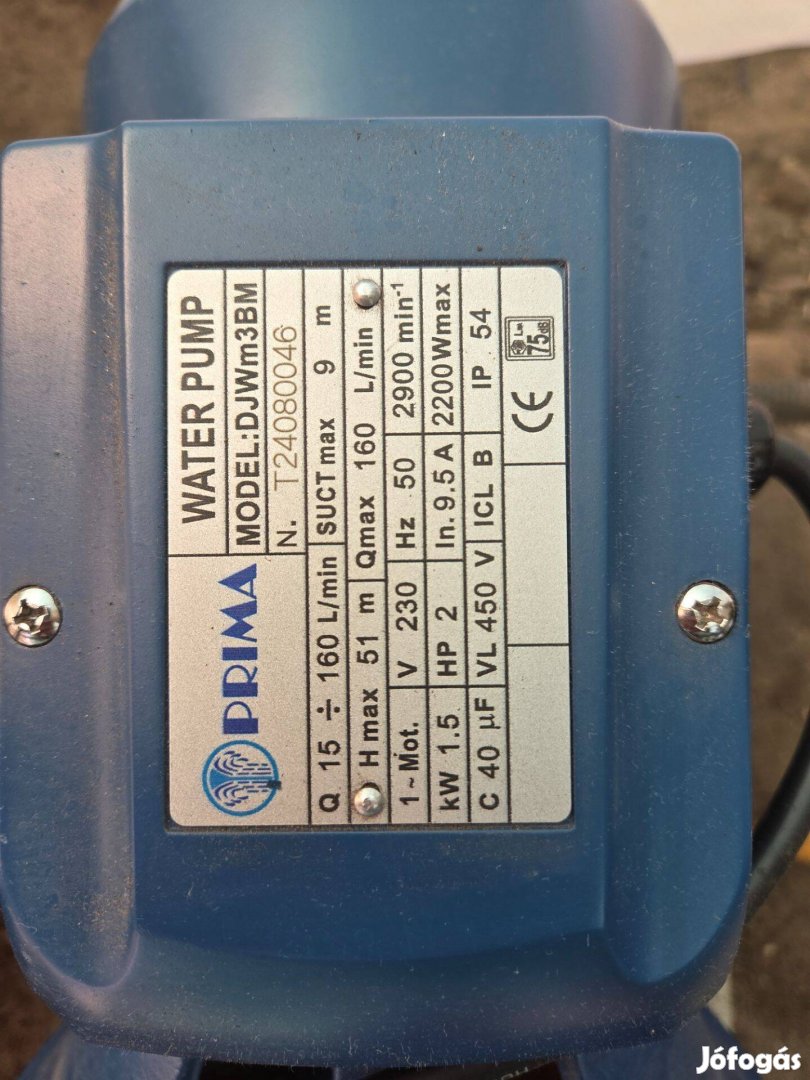 PRIMA
WATER PUMP
MODEL:DJWm3BM
N. T24080046
Q 15 ÷ 160 L/min SUCT max 9 m
H max 51 m Qmax 160 L/min
1~Mot. V 230 Hz 50 2900 min⁻¹
kW 1.5 HP 2 In. 9.5 A 2200Wmax
C 40 µF VL 450 V ICL B IP 54
CE LWA 75dB
Jófogás